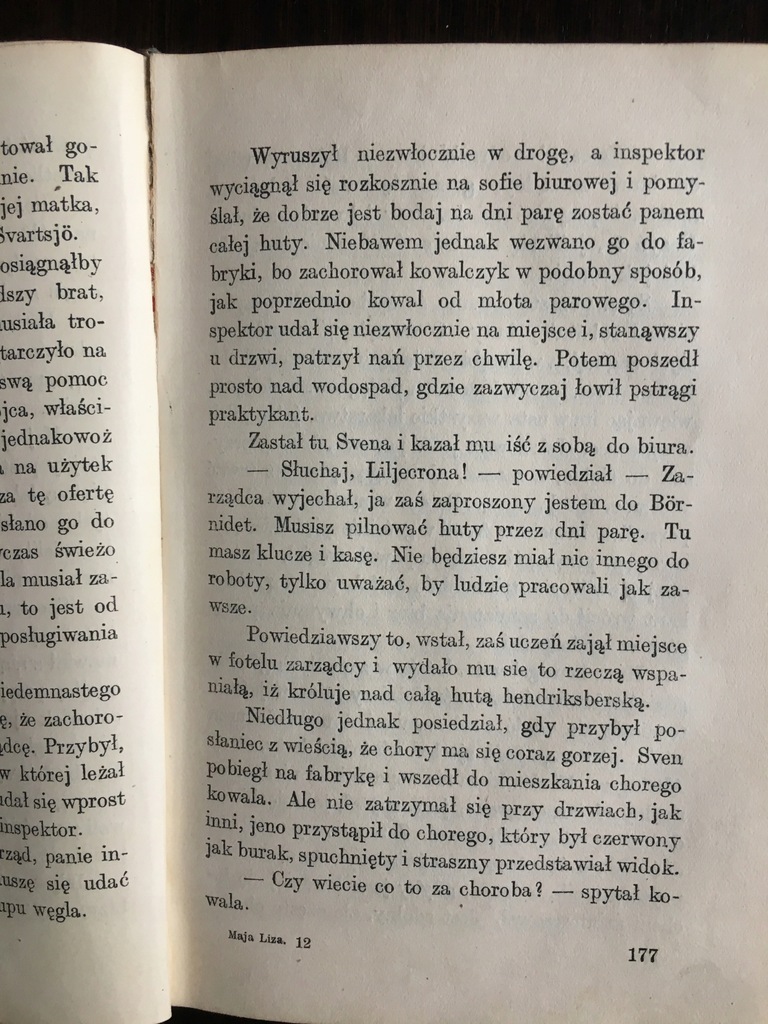 tował go-
nie. Tak
jej matka,
Svartsjö.
osiągnąłby
brat,
tro-
na
swą pomoc
właści-
jednakowoż
na użytek
za tę ofertę
go do
świeżo
la musiał za-
to jest od
posługiwania
że zachoro-
Przybył,
w której leżał
się wprost
inspektor.
panie in-
się udać
węgla.
Wyruszył niezwłocznie w drogę, a inspektor
wyciągnął się rozkosznie na sofie biurowej i pomy-
ślał, że dobrze jest bodaj na dni parę zostać panem
całej huty. Niebawem jednak wezwano go do fa-
bryki, bo zachorował kowalczyk w podobny sposób,
jak poprzednio kowal od młota parowego. In-
spektor udał się niezwłocznie na miejsce i, stanąwszy
u drzwi, patrzył nań przez chwilę. Potem poszedł
prosto nad wodospad, gdzie zazwyczaj łowił pstrągi
praktykant.
Zastał tu Svena i kazał mu iść z sobą do biura.
— Słuchaj, Liljecrona! — powiedział — Za-
rządca wyjechał, ja zaś zaproszony jestem do Bör-
nidet. Musisz pilnować huty przez dni parę. Tu
masz klucze i kasę. Nie będziesz miał nic innego do
roboty, tylko uważać, by ludzie pracowali jak za-
wsze.
Powiedziawszy to, wstał, zaś uczeń zajął miejsce
w fotelu zarządcy i wydało mu sie to rzeczą wspa-
niałą, iż króluje nad całą hutą hendriksberską.
Niedługo jednak posiedział, gdy przybył po-
słaniec z wieścią, że chory ma się coraz gorzej. Sven
pobiegł na fabrykę i wszedł do mieszkania chorego
kowala. Ale nie zatrzymał się przy drzwiach, jak
inni, jeno przystąpił do chorego, który był czerwony
jak burak, spuchnięty i straszny przedstawiał widok.
— Czy wiecie co to za choroba? — spytał ko-
wala.
Maja Liza. 12
177